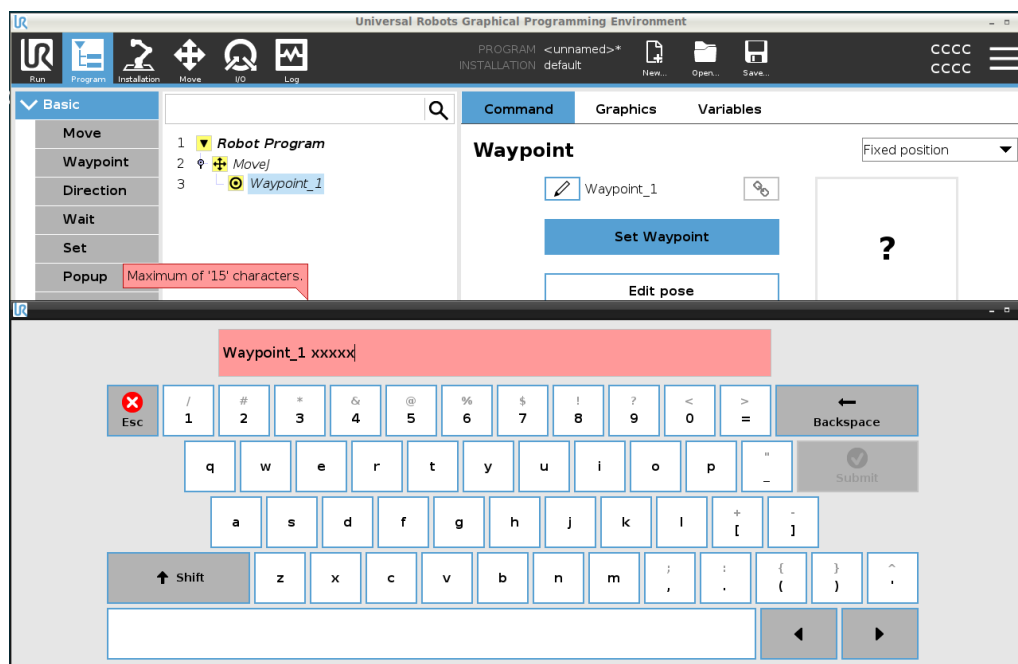 UR Universal Robots Graphical Programming Environment
UR Run Program Installation Move I/O Log
PROGRAM <unnamed>*
INSTALLATION default
New... Open... Save...
CCCC
CCCC
Basic
Move
Waypoint
Direction
Wait
Set
Popup
1 Robot Program
2 MoveJ
3 Waypoint_1
Command Graphics Variables
Waypoint
Fixed position
Waypoint_1
Set Waypoint
?
Edit pose
Maximum of '15' characters.
UR
Waypoint_1 xxxxx
Esc / 1 # 2 * 3 & 4 @ 5 % 6 $ 7 ! 8 ? 9 < 0 > = Backspace
q w e r t y u i o p " _ Submit
a s d f g h j k l + [ - ]
Shift z x c v b n m ; , : . { ( } ) ^ '